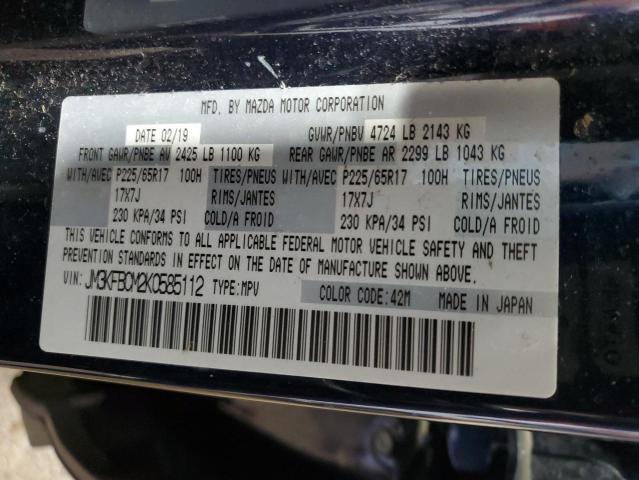 MFD. BY MAZDA MOTOR CORPORATION
DATE 02/19 GVWR/PNBV 4724 LB 2143 KG
FRONT GAWR/PNBE AV 2425 LB 1100 KG REAR GAWR/PNBE AR 2299 LB 1043 KG
WITH/AVEC P225/65R17 100H TIRES/PNEUS WITH/AVEC P225/65R17 100H TIRES/PNEUS
17X7J RIMS/JANTES 17X7J RIMS/JANTES
230 KPA/34 PSI COLD/A FROID 230 KPA/34 PSI COLD/A FROID
THIS VEHICLE CONFORMS TO ALL APPLICABLE FEDERAL MOTOR VEHICLE SAFETY AND THEFT
PREVENTION STANDARDS IN EFFECT ON THE DATE OF MANUFACTURE SHOWN ABOVE.
VIN: JM3KFBCM2K0585112 TYPE:MPV COLOR CODE:42M MADE IN JAPAN